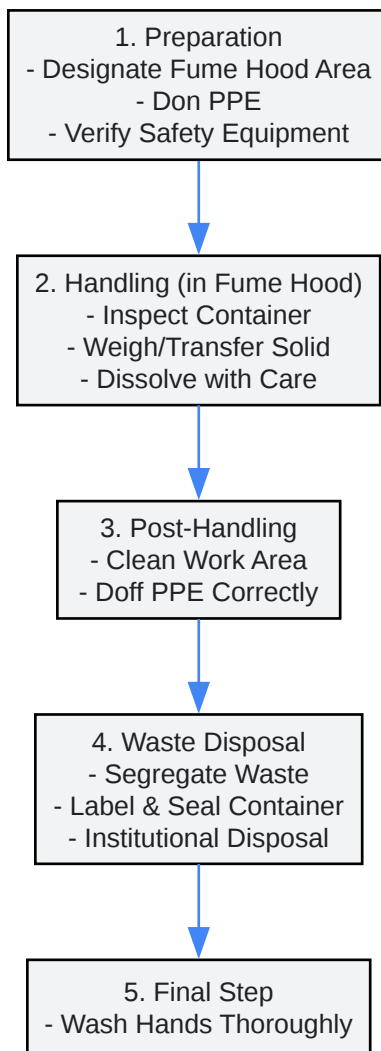 1. Preparation
- Designate Fume Hood Area
- Don PPE
- Verify Safety Equipment
2. Handling (in Fume Hood)
- Inspect Container
- Weigh/Transfer Solid
- Dissolve with Care
3. Post-Handling
- Clean Work Area
- Doff PPE Correctly
4. Waste Disposal
- Segregate Waste
- Label & Seal Container
- Institutional Disposal
5. Final Step
- Wash Hands Thoroughly